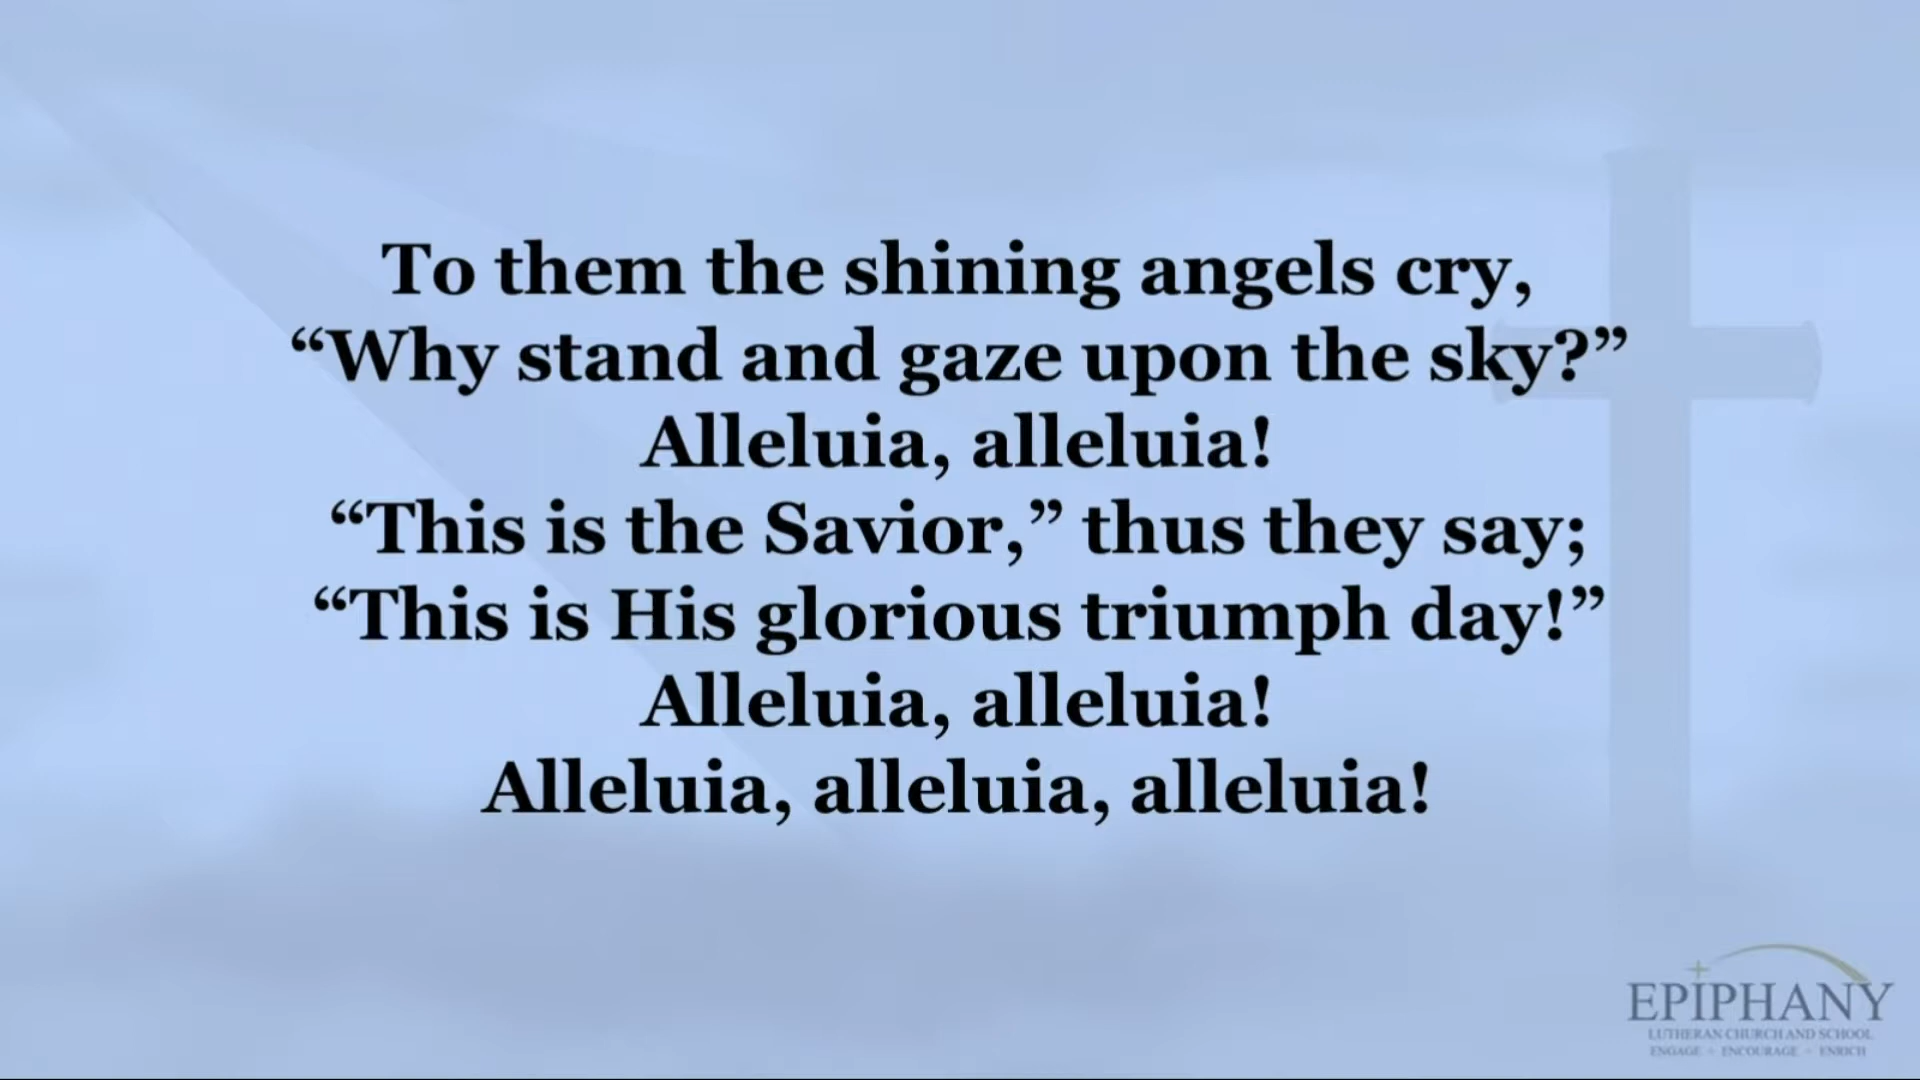 To them the shining angels cry,
“Why stand and gaze upon the sky?”
Alleluia, alleluia!
“This is the Savior,” thus they say;
“This is His glorious triumph day!”
Alleluia, alleluia!
Alleluia, alleluia, alleluia!
EPIPHANY
LUTHERAN CHURCH AND SCHOOL
ENGAGE + ENCOURAGE + ENRICH